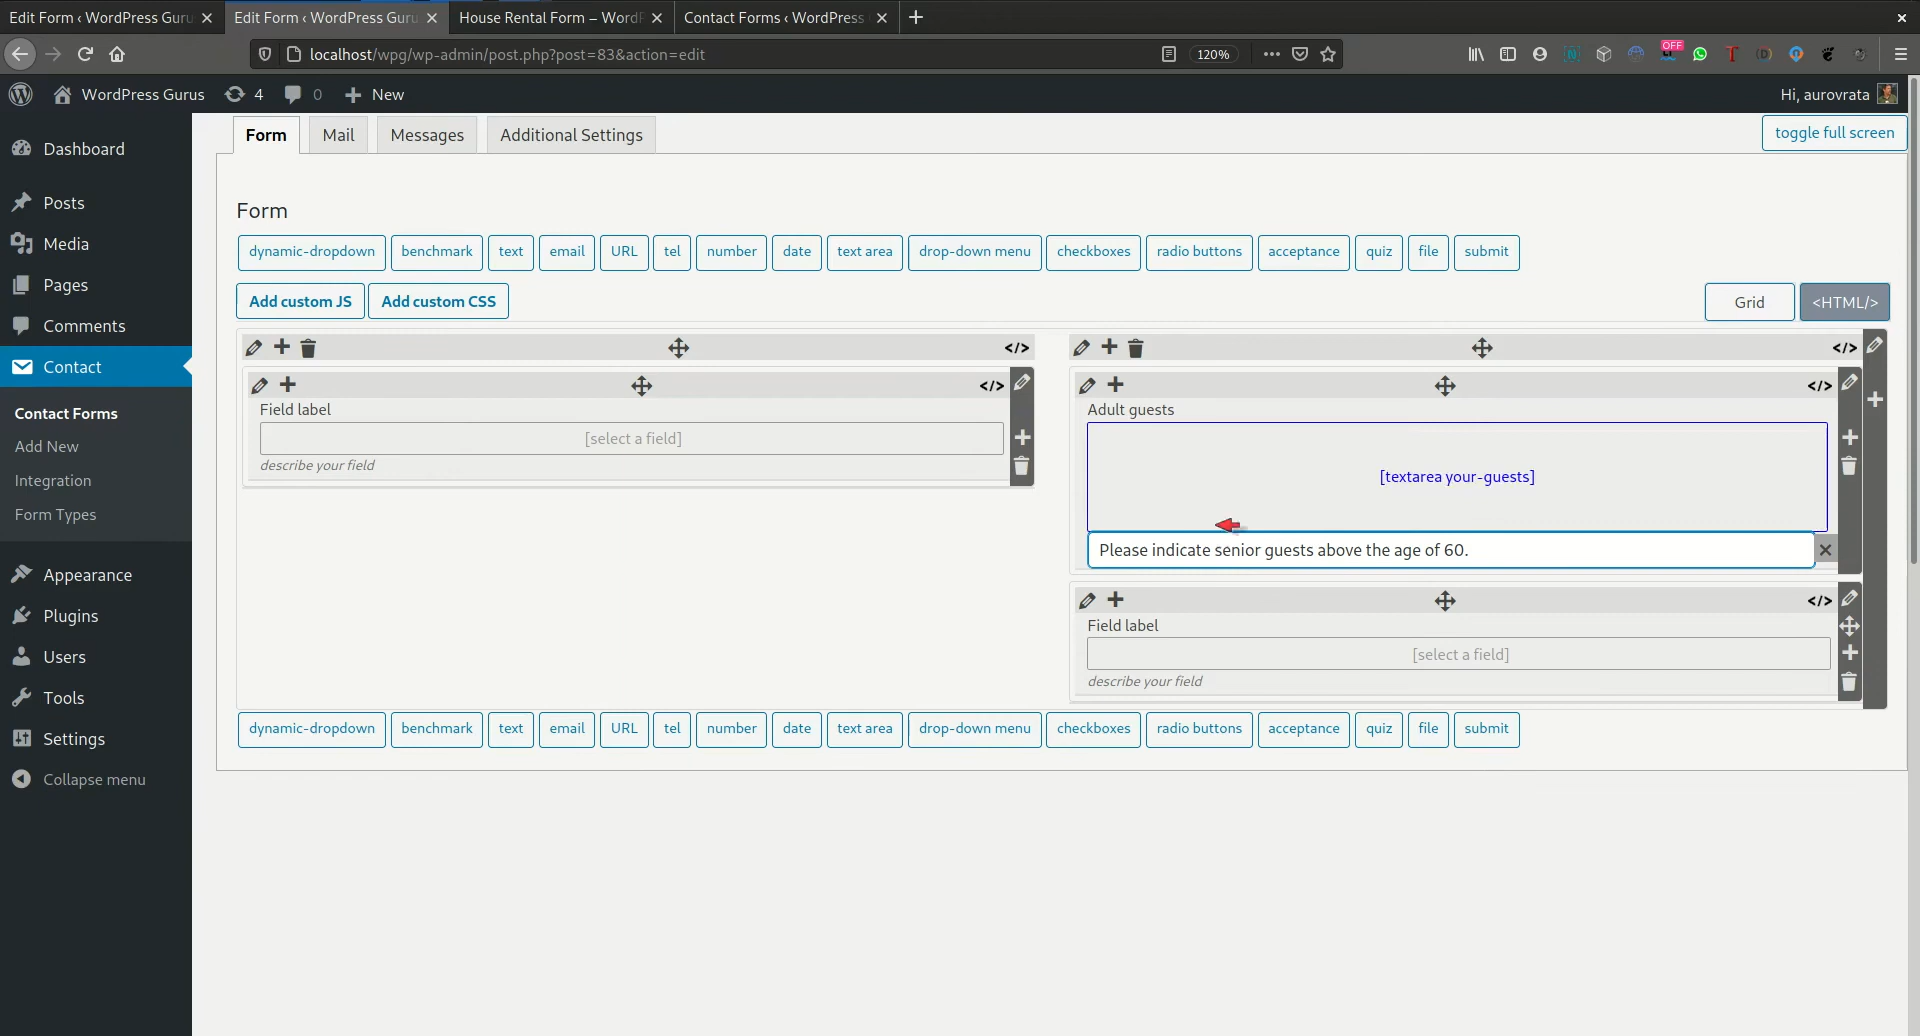 Edit Form ‹ WordPress Guru
Edit Form ‹ WordPress Guru
House Rental Form – WordP
Contact Forms ‹ WordPress
localhost/wpg/wp-admin/post.php?post=83&action=edit
120%
OFF
WordPress Gurus
4
0
New
Hi, aurovrata
Dashboard
Posts
Media
Pages
Comments
Contact
Contact Forms
Add New
Integration
Form Types
Appearance
Plugins
Users
Tools
Settings
Collapse menu
Form
Mail
Messages
Additional Settings
toggle full screen
Form
dynamic-dropdown
benchmark
text
email
URL
tel
number
date
text area
drop-down menu
checkboxes
radio buttons
acceptance
quiz
file
submit
Add custom JS
Add custom CSS
Grid
<HTML/>
</>
</>
Field label
[select a field]
describe your field
</>
</>
Adult guests
[textarea your-guests]
Please indicate senior guests above the age of 60.
</>
Field label
[select a field]
describe your field
dynamic-dropdown
benchmark
text
email
URL
tel
number
date
text area
drop-down menu
checkboxes
radio buttons
acceptance
quiz
file
submit